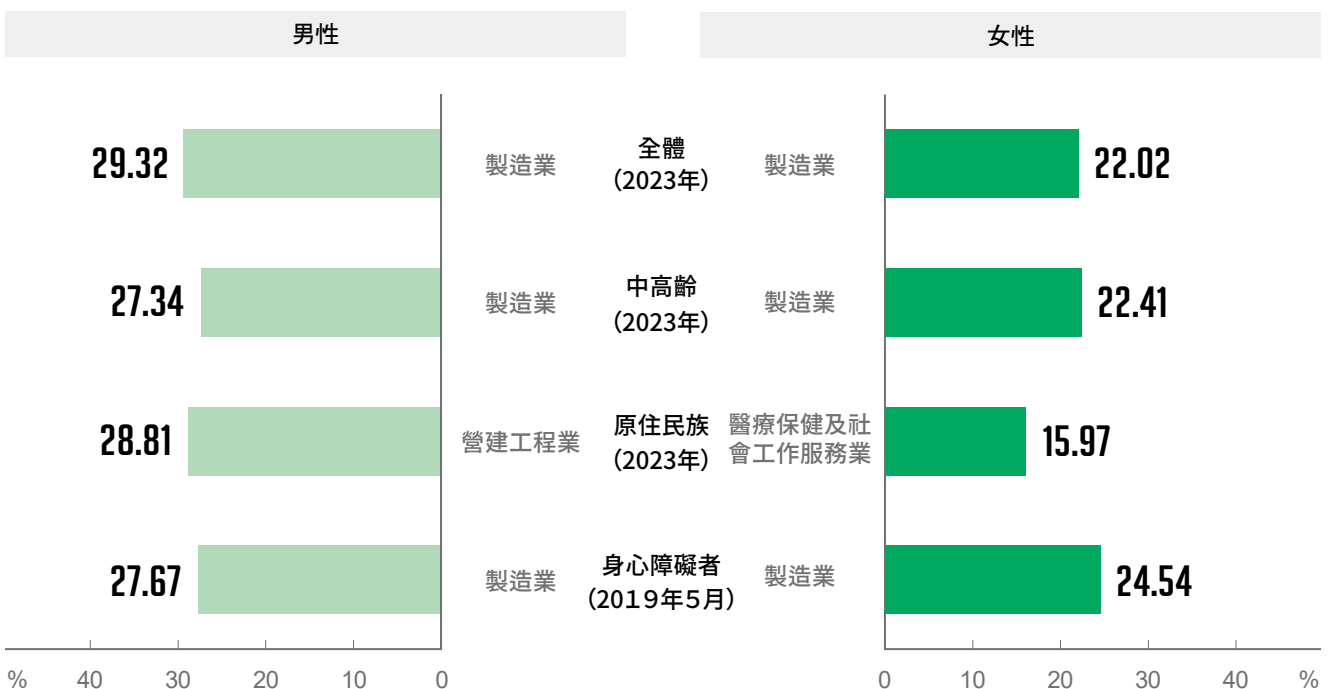 男性
女性
29.32
製造業
全體
（2023年）
製造業
22.02
27.34
製造業
中高齡
（2023年）
製造業
22.41
28.81
營建工程業
原住民族
（2023年）
醫療保健及社
會工作服務業
15.97
27.67
製造業
身心障礙者
（2019年5月）
製造業
24.54
% 40 30 20 10 0
0 10 20 30 40 %